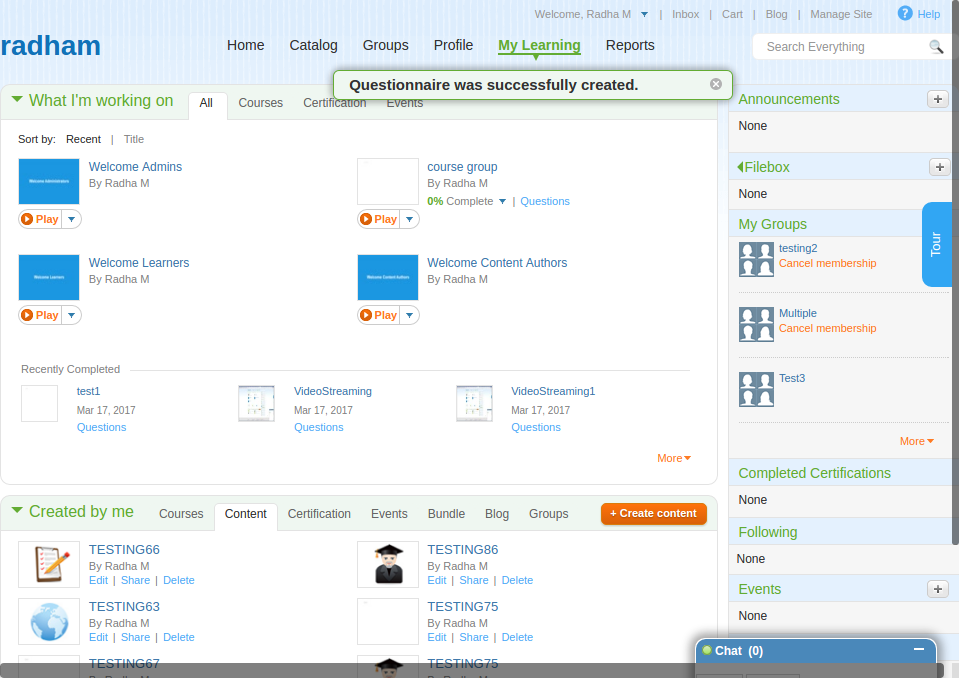 Welcome, Radha M | Inbox | Cart | Blog | Manage Site ? Help
radham
Home Catalog Groups Profile My Learning Reports
Search Everything
Questionnaire was successfully created.
What I'm working on All Courses Certification Events
Sort by: Recent | Title
Welcome Administrators
Welcome Admins
By Radha M
Play
course group
By Radha M
0% Complete | Questions
Play
Welcome Learners
Welcome Learners
By Radha M
Play
Welcome Content Authors
Welcome Content Authors
By Radha M
Play
Recently Completed
test1
Mar 17, 2017
Questions
VideoStreaming
Mar 17, 2017
Questions
VideoStreaming1
Mar 17, 2017
Questions
More
Created by me Courses Content Certification Events Bundle Blog Groups + Create content
TESTING66
By Radha M
Edit | Share | Delete
TESTING86
By Radha M
Edit | Share | Delete
TESTING63
By Radha M
Edit | Share | Delete
TESTING75
By Radha M
Edit | Share | Delete
TESTING67
By Radha M
TESTING75
By Radha M
Announcements +
None
Filebox +
None
My Groups
testing2
Cancel membership
Multiple
Cancel membership
Test3
More
Tour
Completed Certifications
None
Following
None
Events +
None
Chat (0)